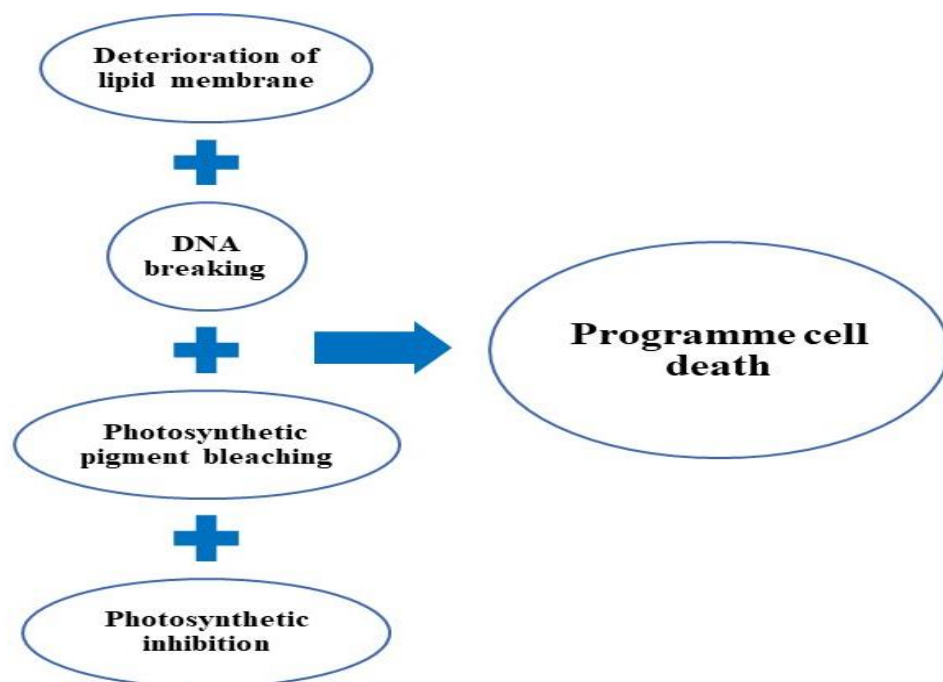 Deterioration of
lipid membrane
DNA
breaking
Photosynthetic
pigment bleaching
Photosynthetic
inhibition
Programme cell
death